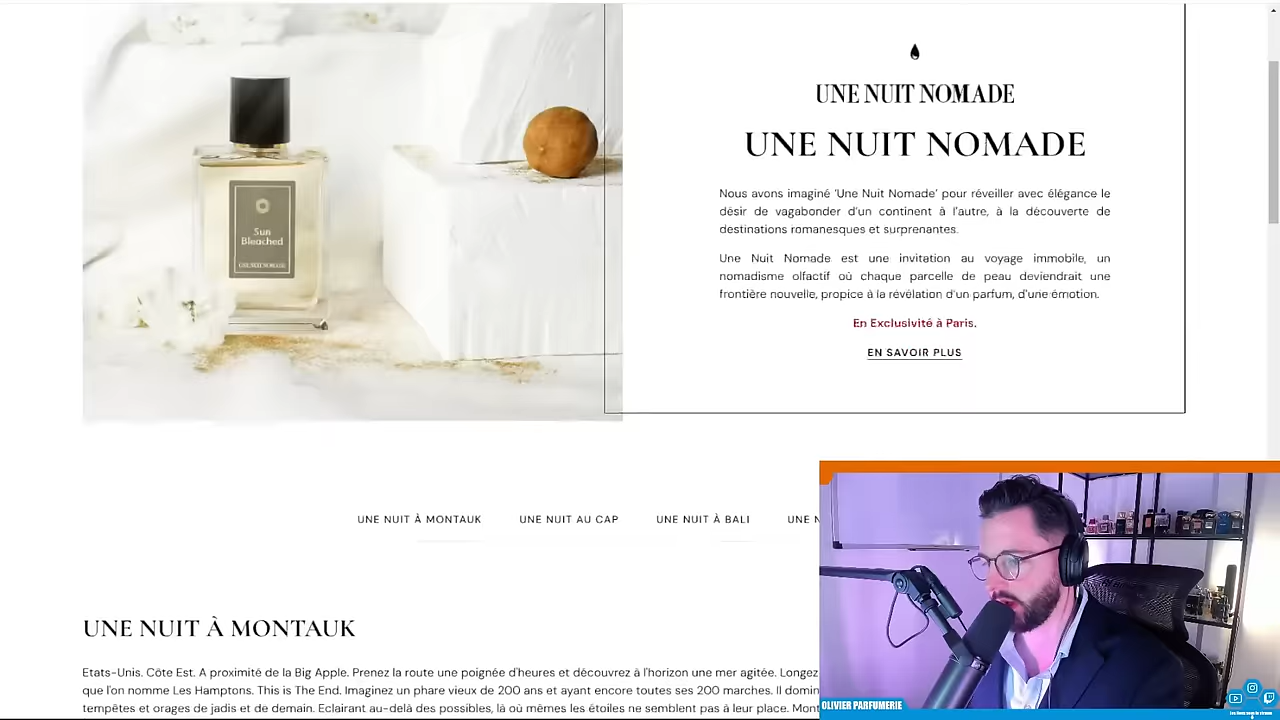 UNE NUIT NOMADE
UNE NUIT NOMADE
Nous avons imaginé 'Une Nuit Nomade' pour réveiller avec élégance le
désir de vagabonder d'un continent à l'autre, à la découverte de
destinations romanesques et surprenantes.
Une Nuit Nomade est une invitation au voyage immobile, un
nomadisme olfactif où chaque parcelle de peau deviendrait une
frontière nouvelle, propice à la révélation d'un parfum, d'une émotion.
En Exclusivité à Paris.
EN SAVOIR PLUS
Sun
Bleached
UNE NUIT NOMADE
UNE NUIT À MONTAUK
UNE NUIT AU CAP
UNE NUIT À BALI
UNE N
UNE NUIT À MONTAUK
Etats-Unis. Côte Est. A proximité de la Big Apple. Prenez la route une poignée d'heures et découvrez à l'horizon une mer agitée. Longez
que l'on nomme Les Hamptons. This is The End. Imaginez un phare vieux de 200 ans et ayant encore toutes ses 200 marches. Il domin
tempêtes et orages de jadis et de demain. Eclairant au-delà des possibles, là où mêmes les étoiles ne semblent pas à leur place. Mont
OLIVIER PARFUMERIE